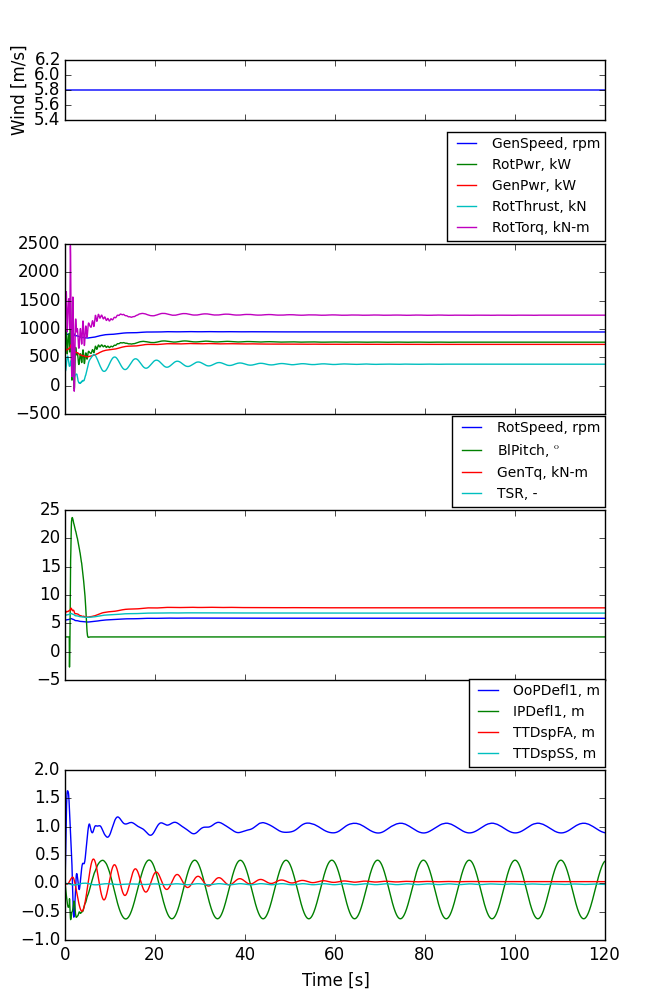 Wind [m/s]
6.2
6.0
5.8
5.6
5.4
GenSpeed, rpm
RotPwr, kW
GenPwr, kW
RotThrust, kN
RotTorq, kN-m
2500
2000
1500
1000
500
0
−500
RotSpeed, rpm
BlPitch, °
GenTq, kN-m
TSR, -
25
20
15
10
5
0
−5
OoPDefl1, m
IPDefl1, m
TTDspFA, m
TTDspSS, m
2.0
1.5
1.0
0.5
0.0
−0.5
−1.0
0 20 40 60 80 100 120
Time [s]